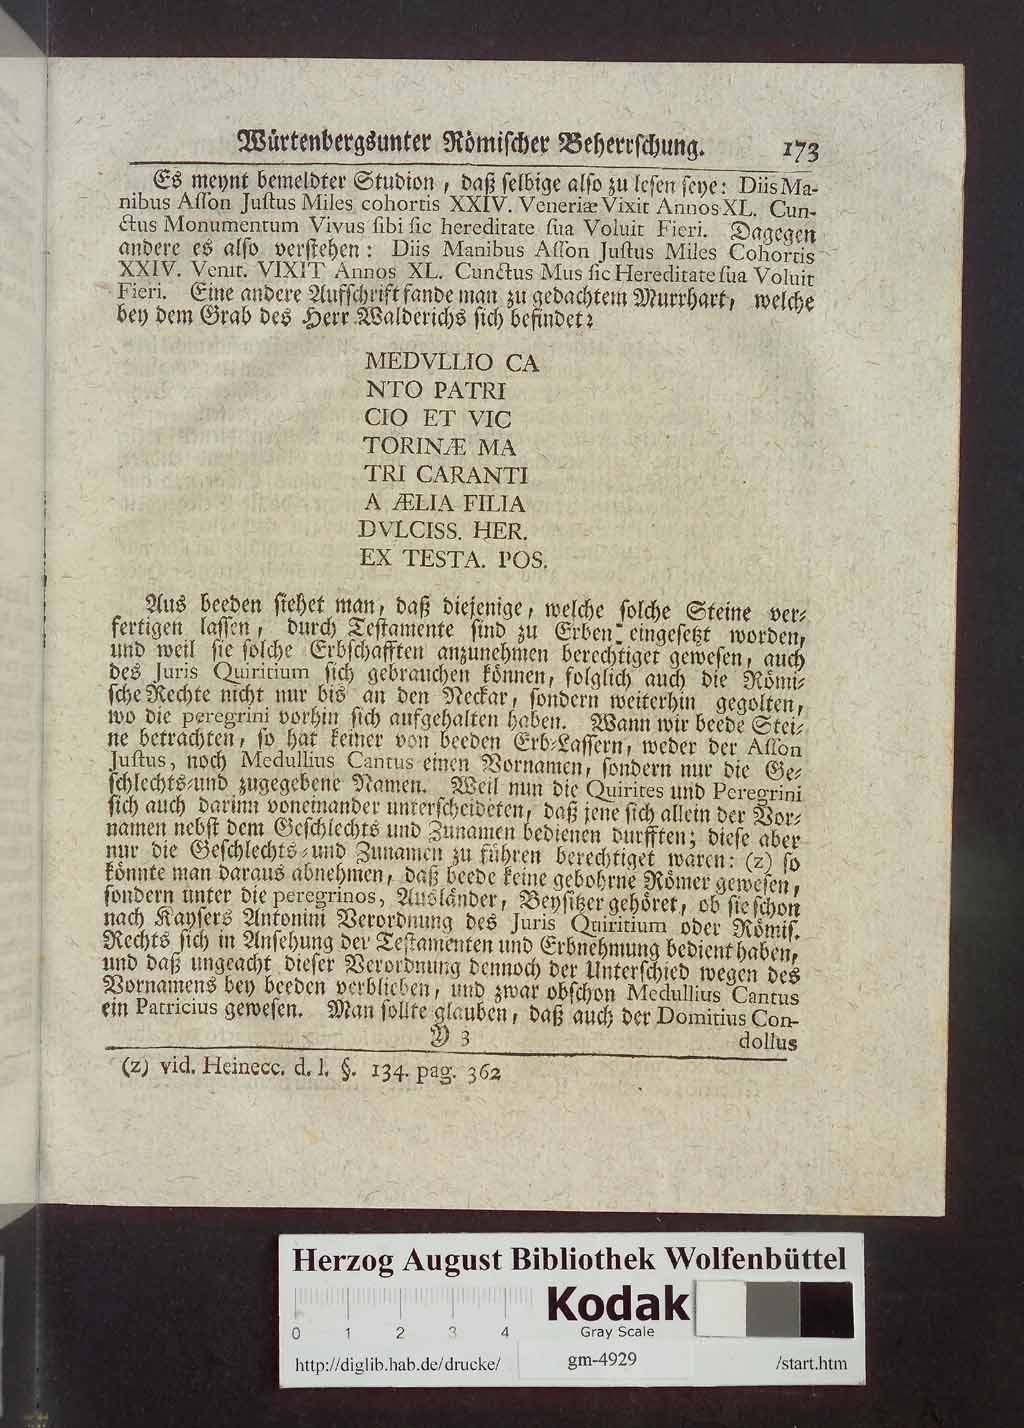 Würtenbergs unter Römischer Beherrschung. 173
Es meynt bemeldter Studion, daß selbige also zu lesen seye: Diis Ma-
nibus Asson Justus Miles cohortis XXIV. Veneriæ Vixit Annos XL. Cun-
ctus Monumentum Vivus sibi sic hereditate sua Voluit Fieri. Dagegen
andere es also verstehen: Diis Manibus Asson Justus Miles Cohortis
XXIV. Venit. VIXIT Annos XL. Cunctus Mus sic Hereditate sua Voluit
Fieri. Eine andere Auffschrift fande man zu gedachtem Murrhart, welche
bey dem Grab des Herr Walderichs sich befindet:
MEDVLLIO CA
NTO PATRI
CIO ET VIC
TORINÆ MA
TRI CARANTI
A ÆLIA FILIA
DVLCISS. HER.
EX TESTA. POS.
Aus beeden siehet man, daß diejenige, welche solche Steine ver-
fertigen lassen, durch Testamente sind zu Erben eingesetzt worden,
und weil sie solche Erbschafften anzunehmen berechtiget gewesen, auch
des Juris Quiritium sich gebrauchen können, folglich auch die Römi-
sche Rechte nicht nur bis an den Neckar, sondern weiterhin gegolten,
wo die peregrini vorhin sich aufgehalten haben. Wann wir beede Stei-
ne betrachten, so hat keiner von beeden Erb-Lassern, weder der Asson
Justus, noch Medullius Cantus einen Vornamen, sondern nur die Ge-
schlechts-und zugegebene Namen. Weil nun die Quirites und Peregrini
sich auch darinn voneinander unterscheideten, daß jene sich allein der Vor-
namen nebst dem Geschlechts und Zunamen bedienen durfften; diese aber
nur die Geschlechts-und Zunamen zu führen berechtiget waren: (z) so
könnte man daraus abnehmen, daß beede keine gebohrne Römer gewesen,
sondern unter die peregrinos, Ausländer, Beysitzer gehöret, ob sie schon
nach Kaysers Antonini Verordnung des Juris Quiritium oder Römis.
Rechts sich in Ansehung der Testamenten und Erbnehmung bedient haben,
und daß ungeacht dieser Verordnung dennoch der Unterschied wegen des
Vornamens bey beeden verblieben, und zwar obschon Medullius Cantus
ein Patricius gewesen. Man sollte glauben, daß auch der Domitius Con-
Y 3 dollus
(z) vid. Heinecc. d. l. §. 134. pag. 362
Herzog August Bibliothek Wolfenbüttel
Kodak
Gray Scale
0 1 2 3 4
http://diglib.hab.de/drucke/ gm-4929 /start.htm